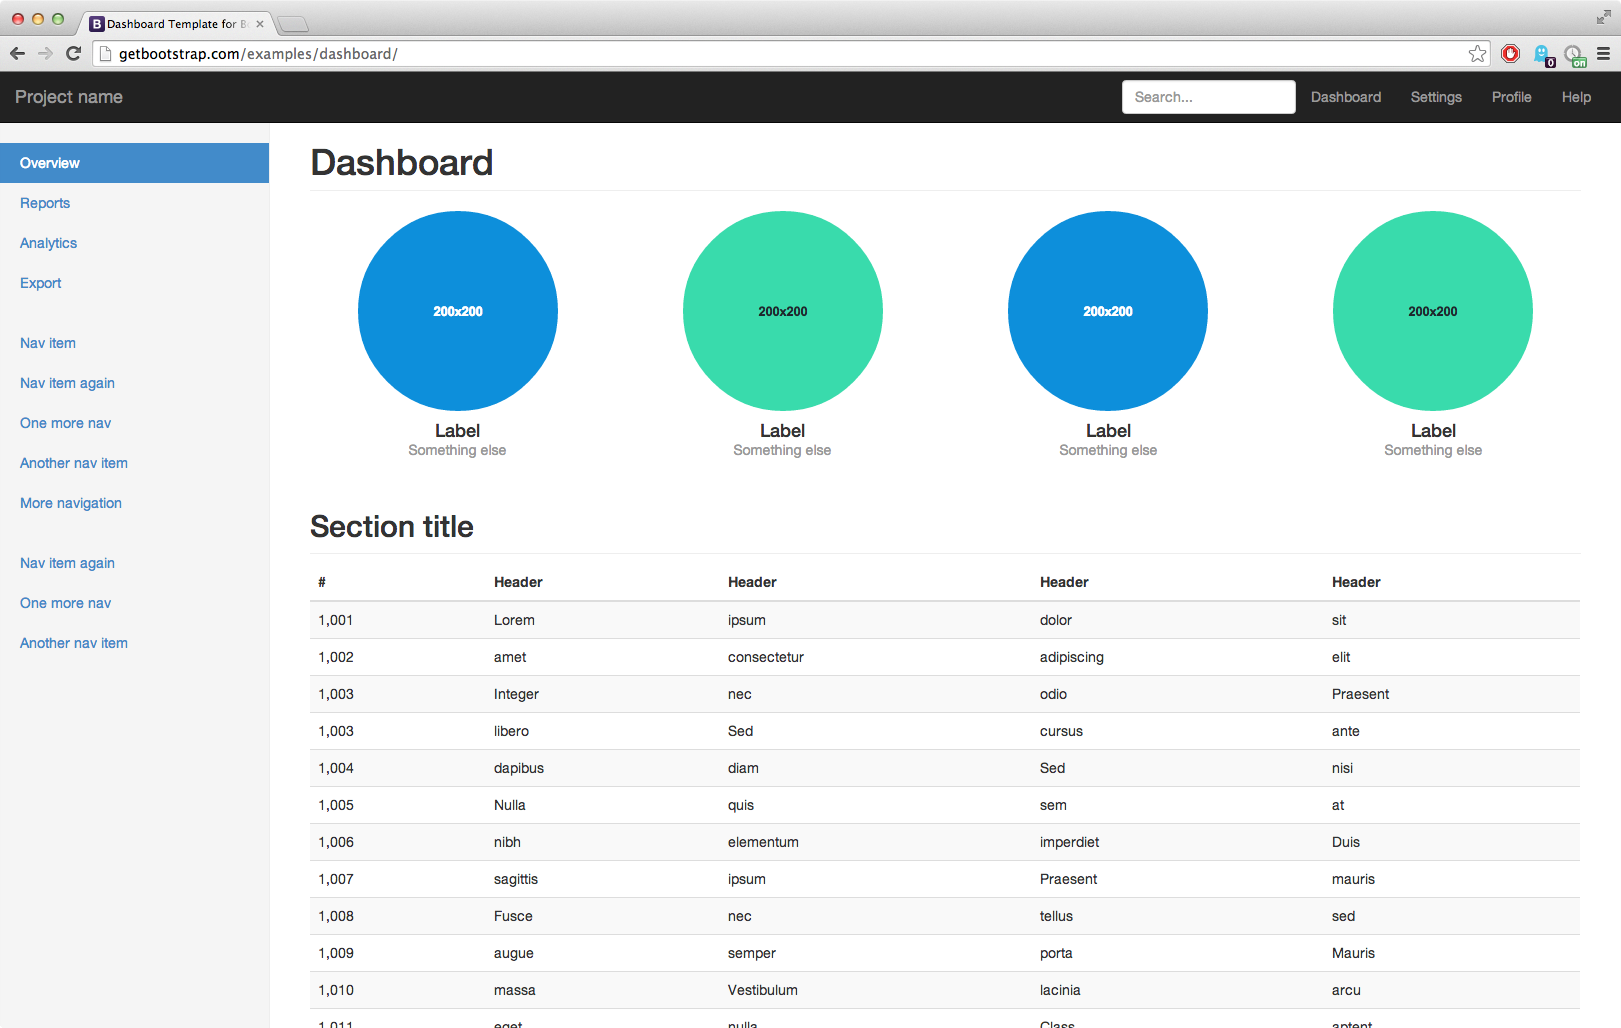 Dashboard Template for B
getbootstrap.com/examples/dashboard/
0
on
Project name
Search...
Dashboard Settings Profile Help
Overview
Reports
Analytics
Export
Nav item
Nav item again
One more nav
Another nav item
More navigation
Nav item again
One more nav
Another nav item
Dashboard
200x200 200x200 200x200 200x200
Label Label Label Label
Something else Something else Something else Something else
Section title
# Header Header Header Header
1,001 Lorem ipsum dolor sit
1,002 amet consectetur adipiscing elit
1,003 Integer nec odio Praesent
1,003 libero Sed cursus ante
1,004 dapibus diam Sed nisi
1,005 Nulla quis sem at
1,006 nibh elementum imperdiet Duis
1,007 sagittis ipsum Praesent mauris
1,008 Fusce nec tellus sed
1,009 augue semper porta Mauris
1,010 massa Vestibulum lacinia arcu
1,011 eget nulla Class aptent